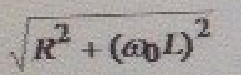 √(R² + (ω₀L)²)